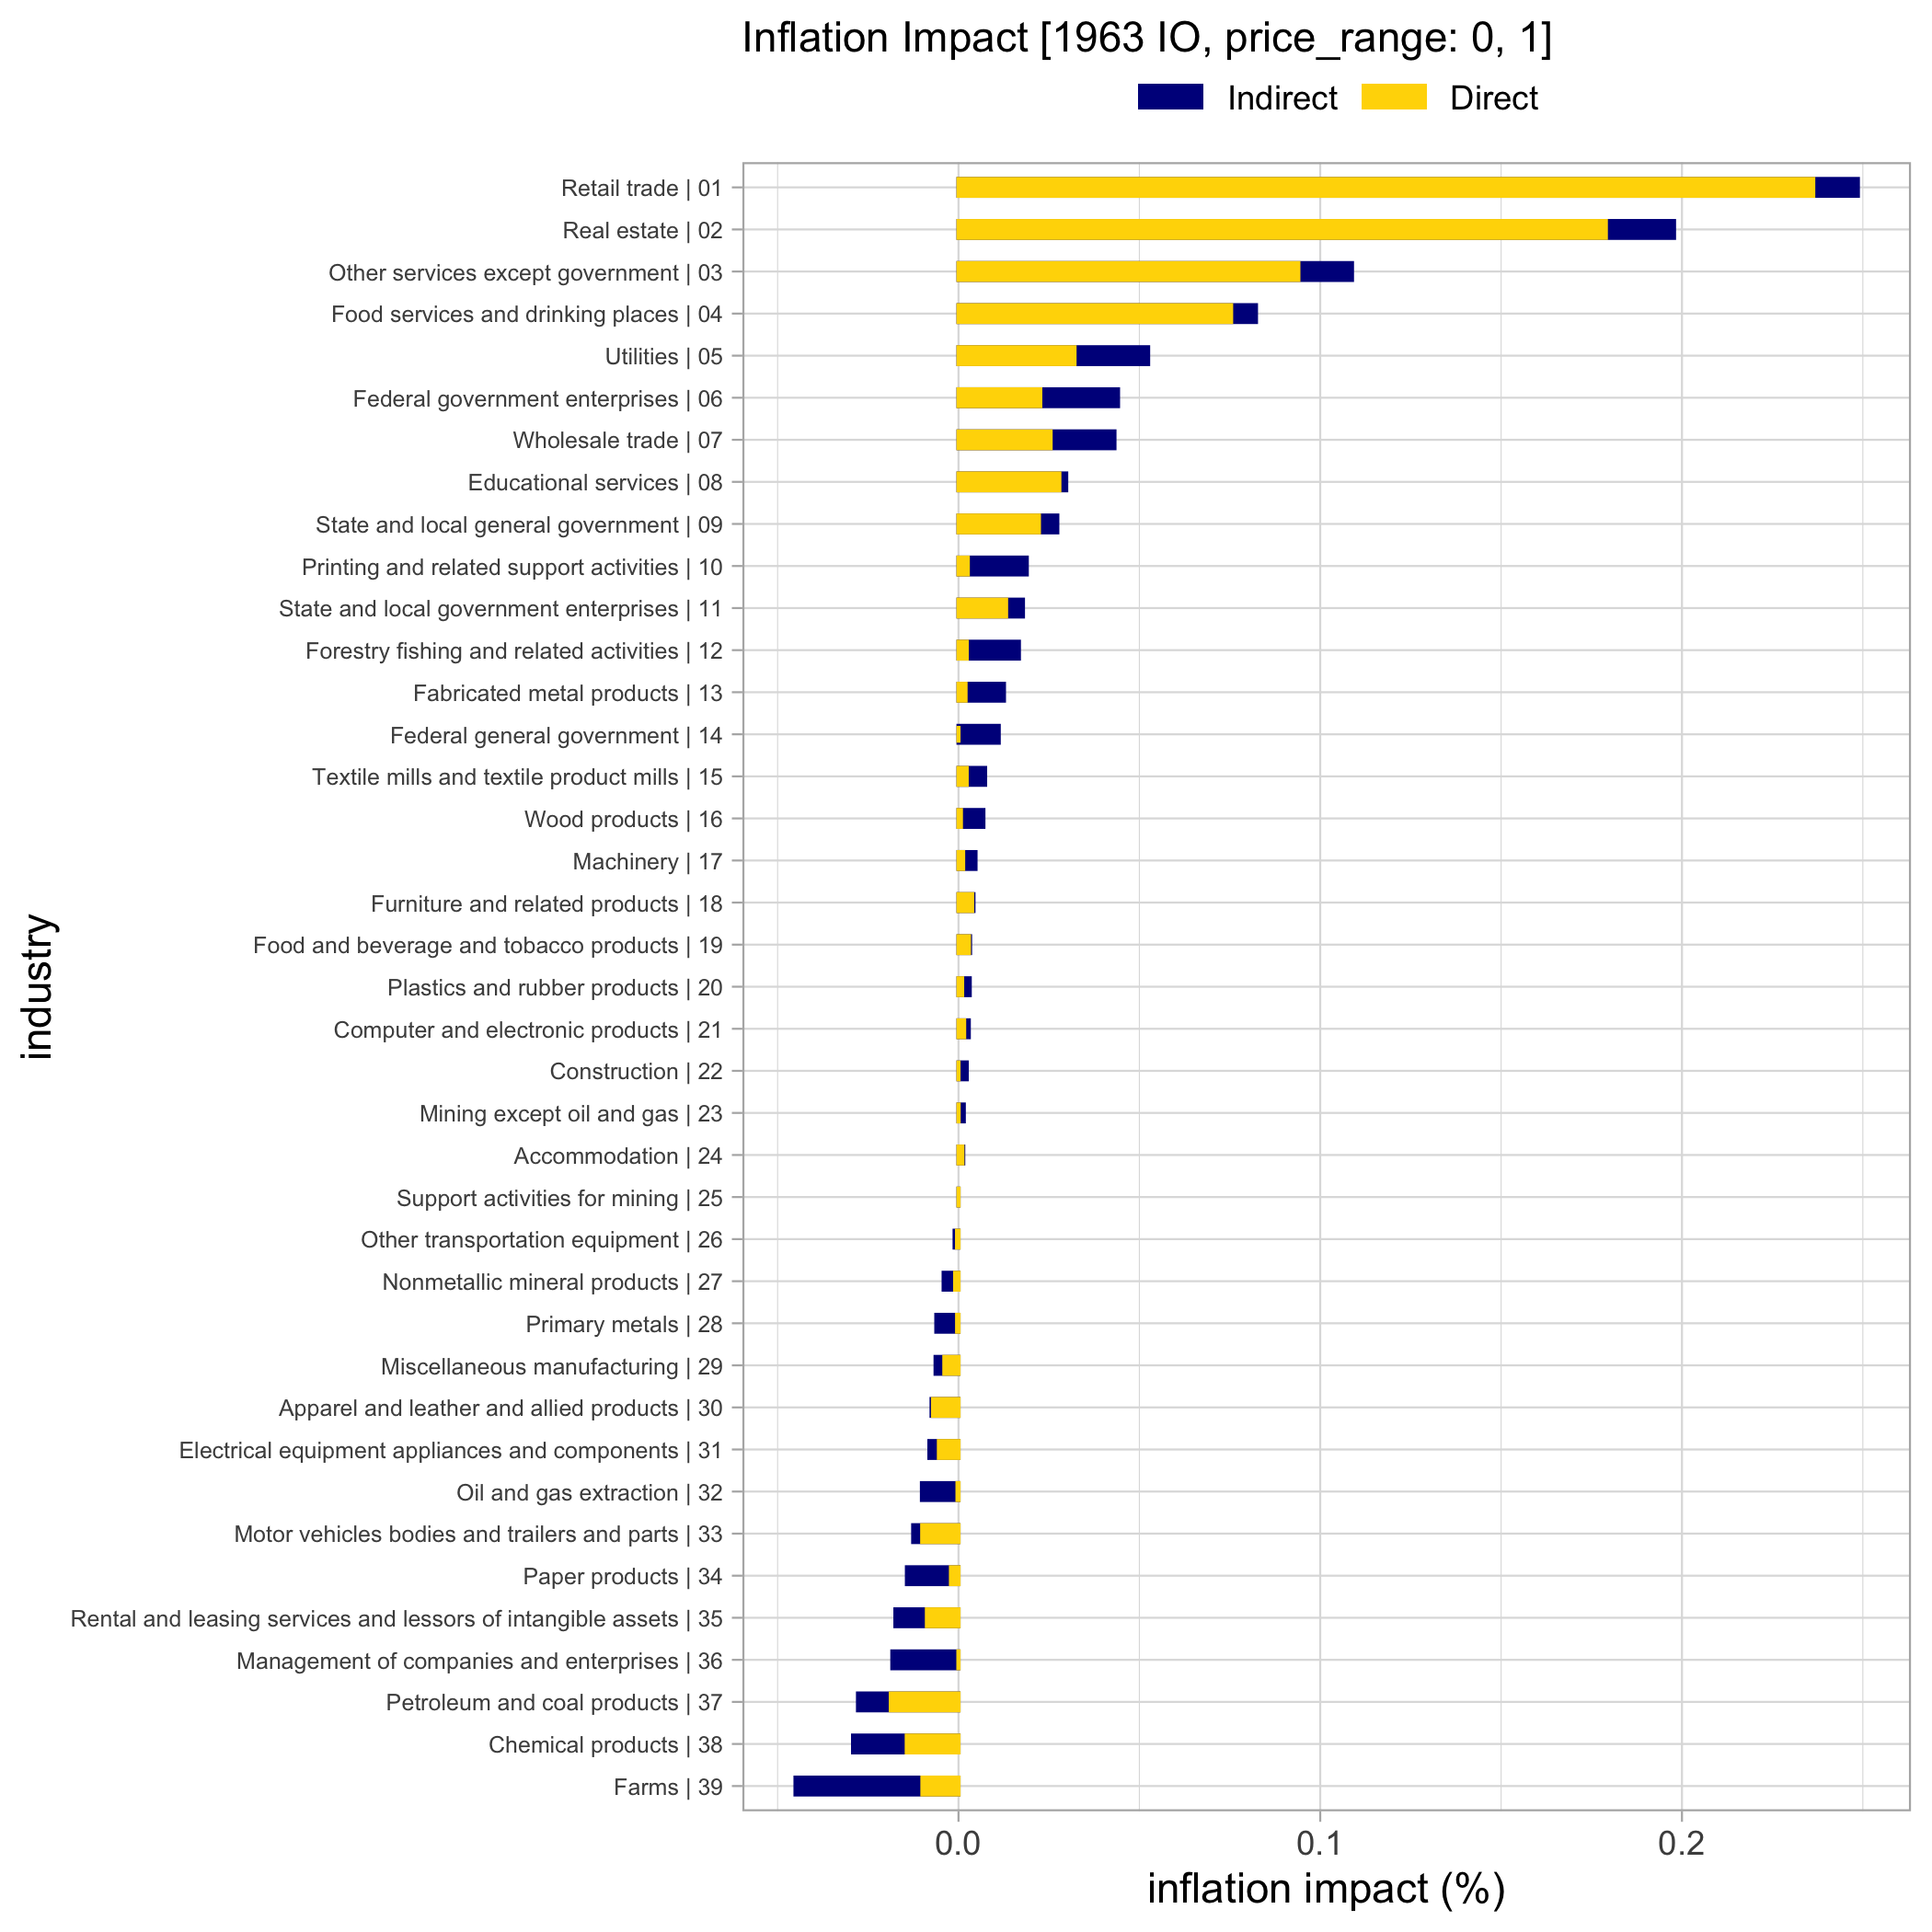 Inflation Impact [1963 IO, price_range: 0, 1]
Indirect Direct
industry
Retail trade | 01
Real estate | 02
Other services except government | 03
Food services and drinking places | 04
Utilities | 05
Federal government enterprises | 06
Wholesale trade | 07
Educational services | 08
State and local general government | 09
Printing and related support activities | 10
State and local government enterprises | 11
Forestry fishing and related activities | 12
Fabricated metal products | 13
Federal general government | 14
Textile mills and textile product mills | 15
Wood products | 16
Machinery | 17
Furniture and related products | 18
Food and beverage and tobacco products | 19
Plastics and rubber products | 20
Computer and electronic products | 21
Construction | 22
Mining except oil and gas | 23
Accommodation | 24
Support activities for mining | 25
Other transportation equipment | 26
Nonmetallic mineral products | 27
Primary metals | 28
Miscellaneous manufacturing | 29
Apparel and leather and allied products | 30
Electrical equipment appliances and components | 31
Oil and gas extraction | 32
Motor vehicles bodies and trailers and parts | 33
Paper products | 34
Rental and leasing services and lessors of intangible assets | 35
Management of companies and enterprises | 36
Petroleum and coal products | 37
Chemical products | 38
Farms | 39
0.0 0.1 0.2
inflation impact (%)